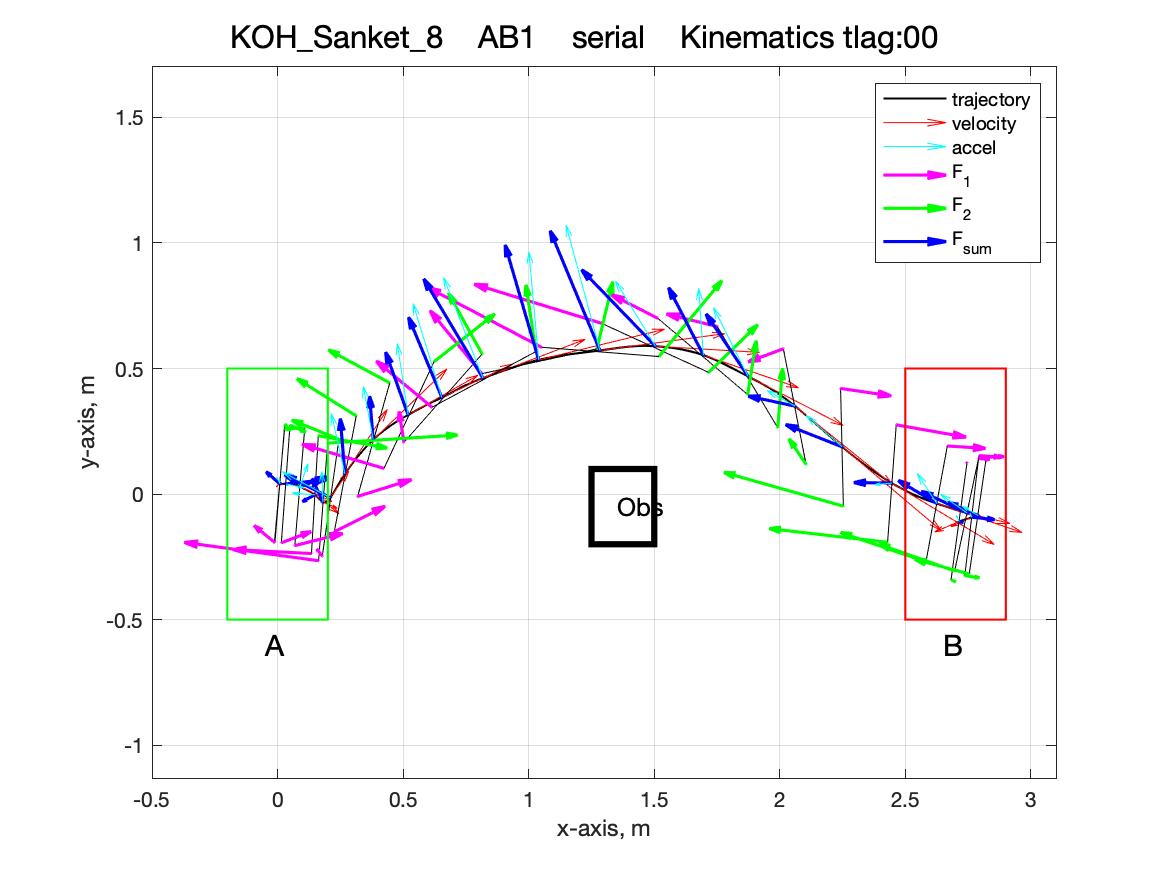 KOH_Sanket_8 AB1 serial Kinematics tlag:00
trajectory
velocity
accel
F1
F2
Fsum
1.5
1
0.5
0
-0.5
-1
y-axis, m
Obs
A
B
-0.5 0 0.5 1 1.5 2 2.5 3
x-axis, m